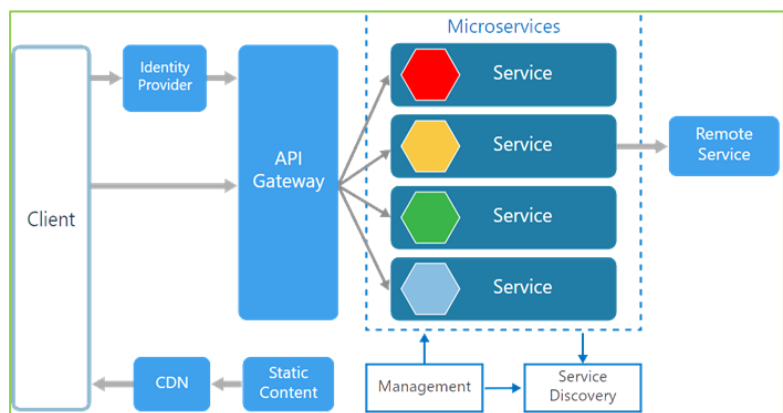 Microservices
Identity
Provider
Service
API
Gateway
Service
Remote
Service
Client
Service
Service
CDN
Static
Content
Management
Service
Discovery